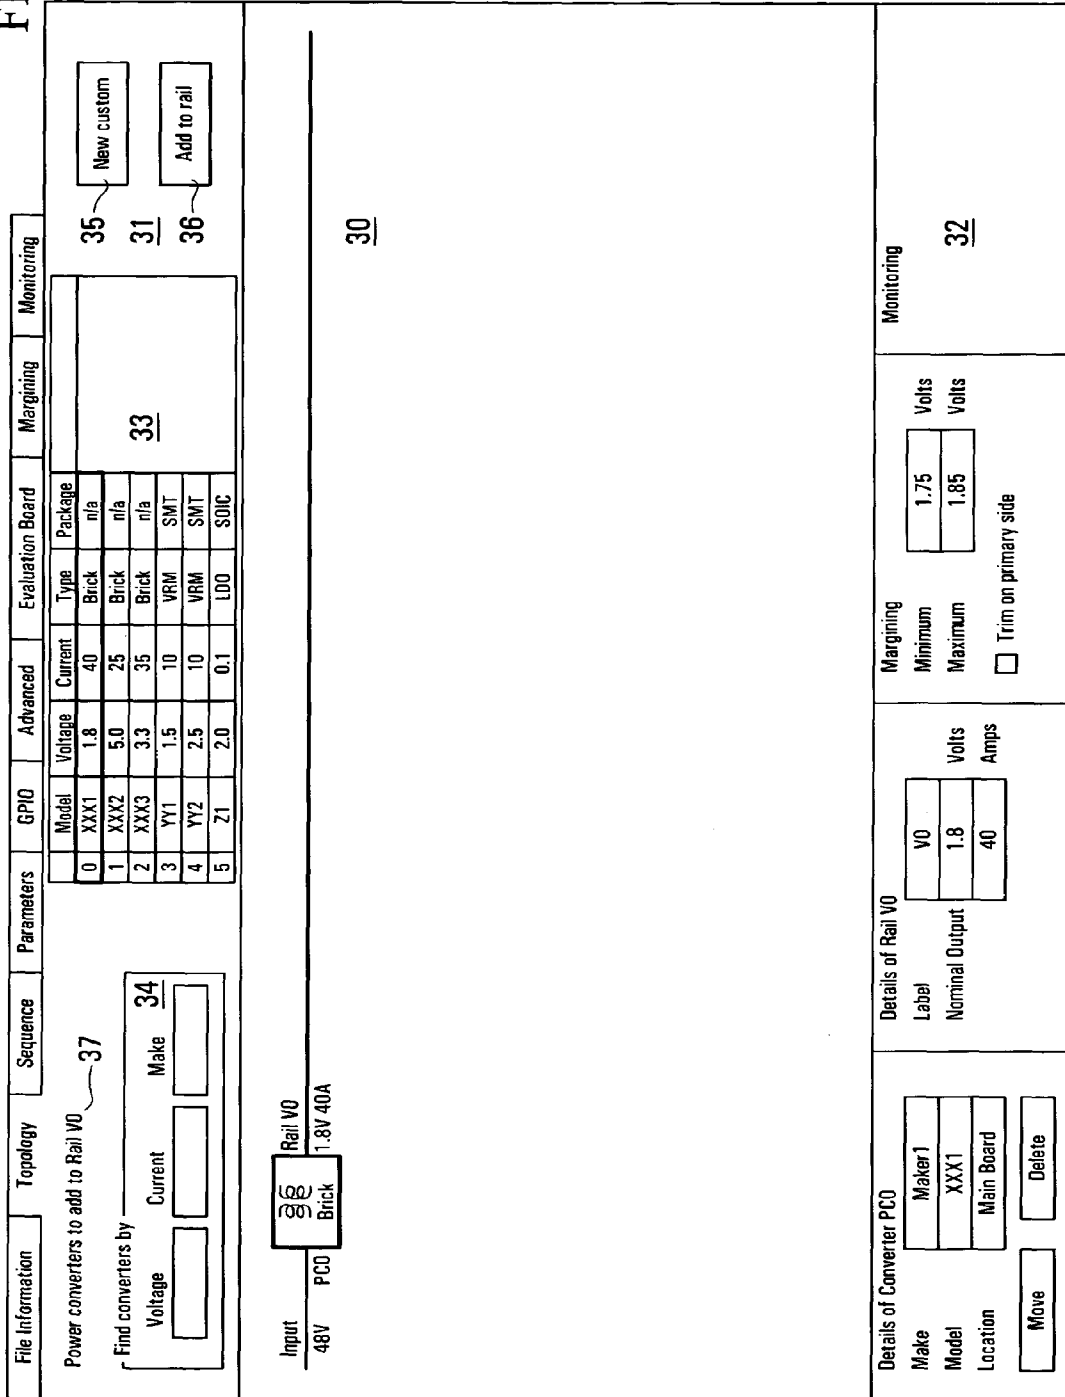 F
File Information Topology Sequence Parameters GPIO Advanced Evaluation Board Margining Monitoring
Power converters to add to Rail V0 37
Find converters by 34
Voltage Current Make
Model Voltage Current Type Package
0 XXX1 1.8 40 Brick n/a
1 XXX2 5.0 25 Brick n/a
2 XXX3 3.3 35 Brick n/a
3 YY1 1.5 10 VRM SMT
4 YY2 2.5 10 VRM SMT
5 Z1 2.0 0.1 LDO SOIC
33
35 New custom
31
36 Add to rail
Input Rail V0
48V PC0 Brick 1.8V 40A
30
Details of Converter PC0
Make Maker1
Model XXX1
Location Main Board
Move Delete
Details of Rail V0
Label V0
Nominal Output 1.8 Volts
40 Amps
Margining
Minimum 1.75 Volts
Maximum 1.85 Volts
Trim on primary side
Monitoring
32